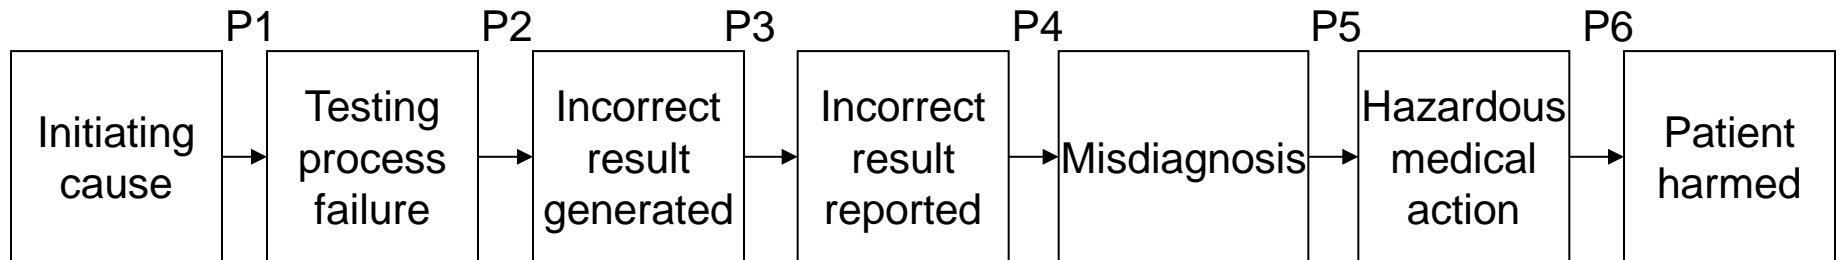 P1 P2 P3 P4 P5 P6
Initiating
cause
Testing
process
failure
Incorrect
result
generated
Incorrect
result
reported
Misdiagnosis
Hazardous
medical
action
Patient
harmed